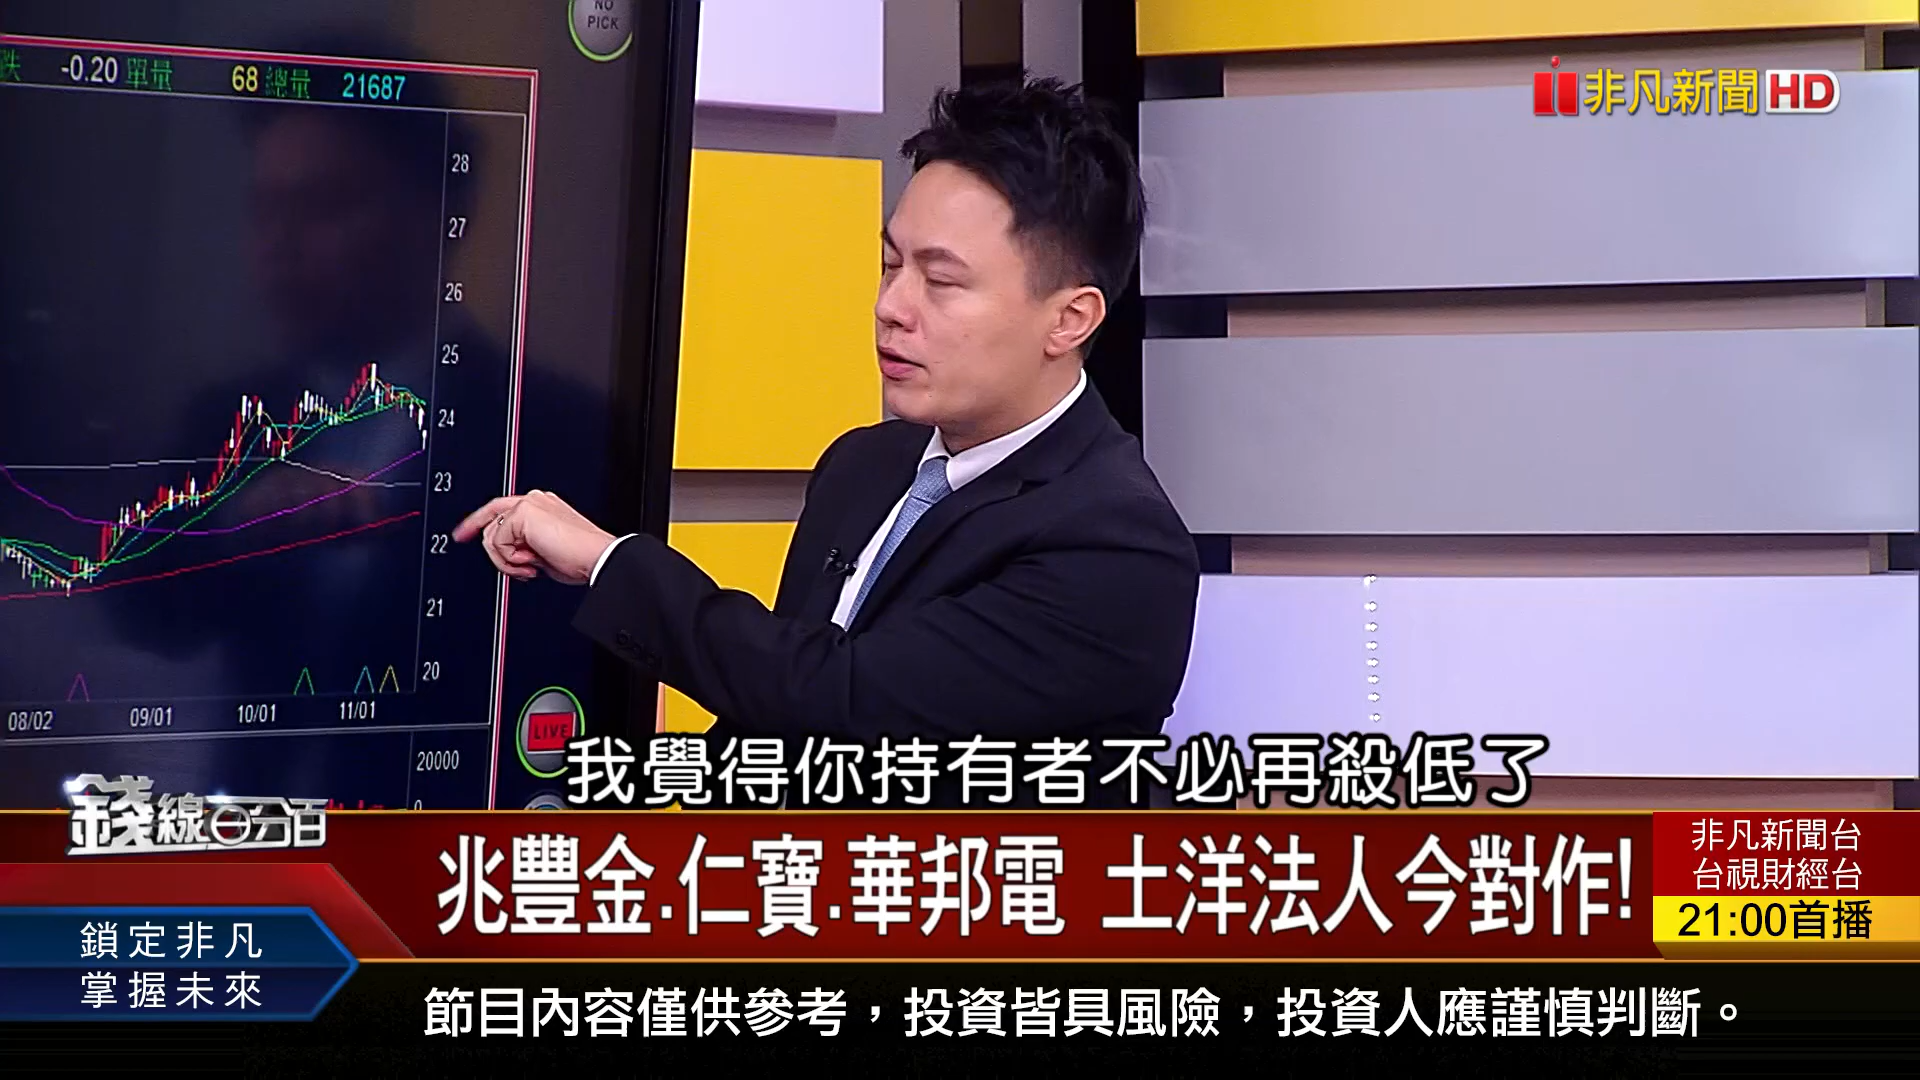 NO
PICK
跌 -0.20 單量 68 總量 21687
28
27
26
25
24
23
22
21
20
08/02 09/01 10/01 11/01
20000
LIVE
非凡新聞HD
我覺得你持有者不必再殺低了
錢線百分百
兆豐金.仁寶.華邦電 土洋法人今對作!
非凡新聞台
台視財經台
21:00首播
鎖定非凡
掌握未來
節目內容僅供參考，投資皆具風險，投資人應謹慎判斷。